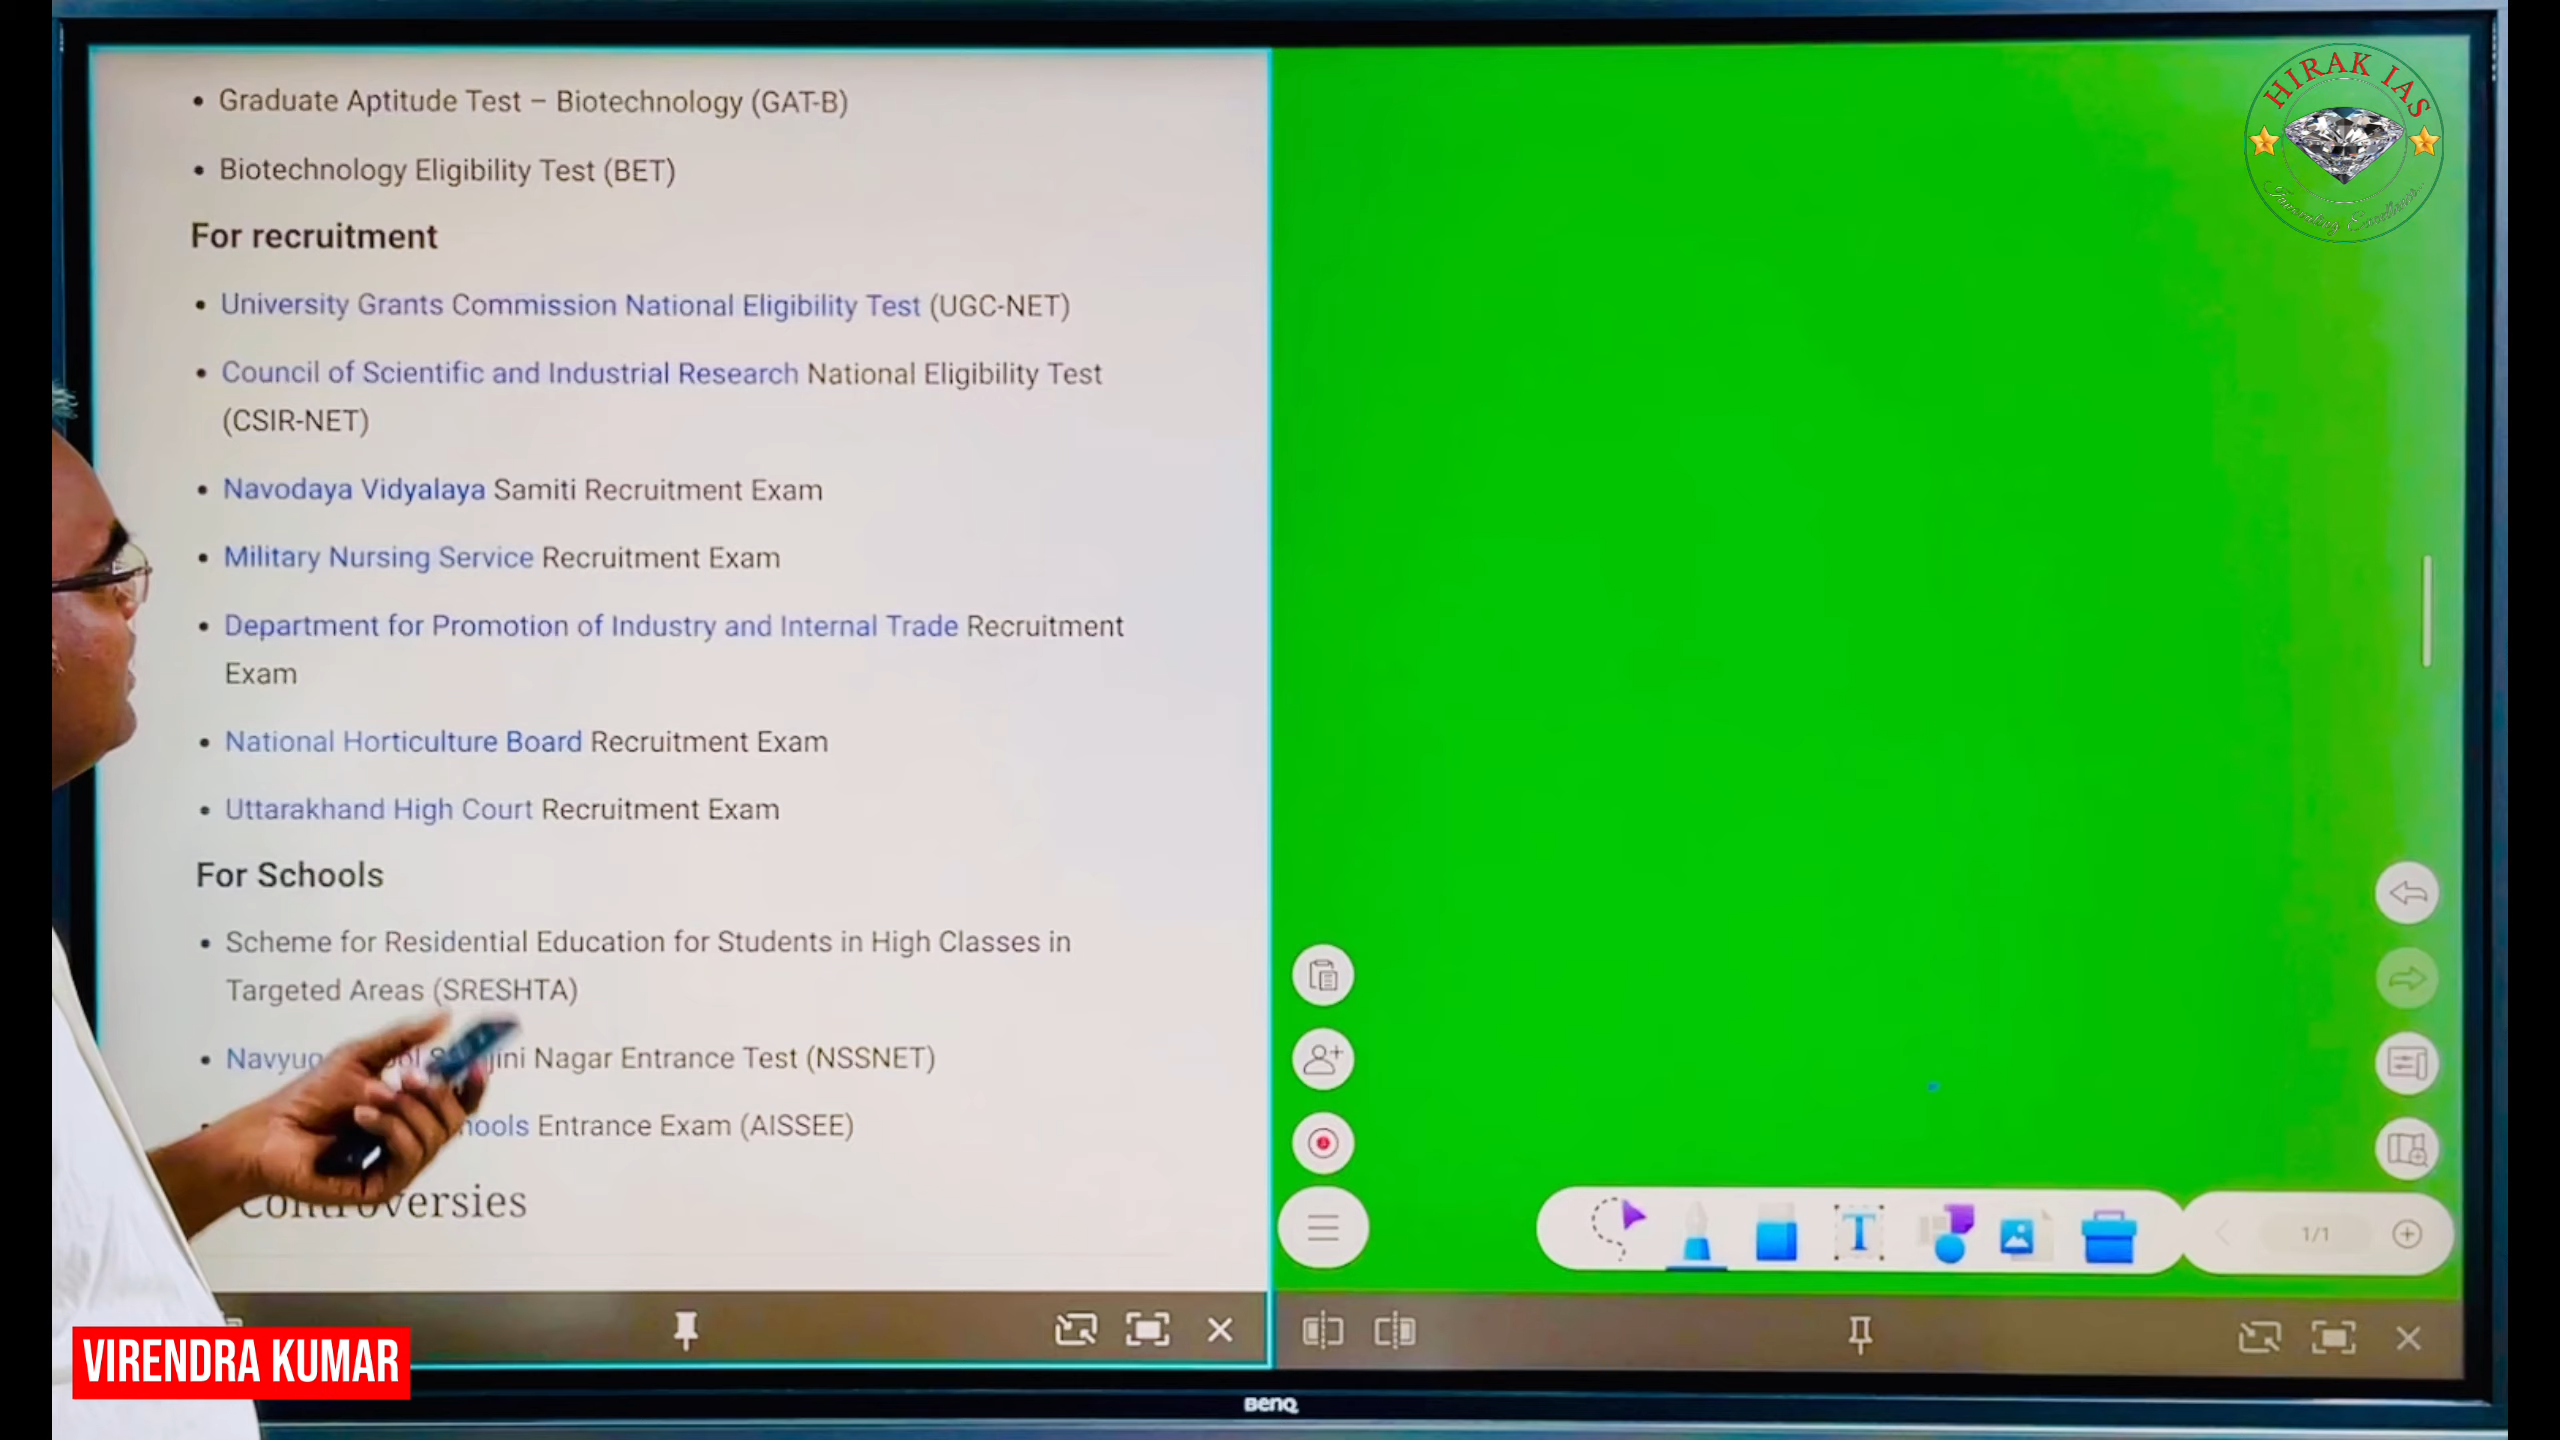 • Graduate Aptitude Test – Biotechnology (GAT-B)
• Biotechnology Eligibility Test (BET)
For recruitment
• University Grants Commission National Eligibility Test (UGC-NET)
• Council of Scientific and Industrial Research National Eligibility Test
(CSIR-NET)
• Navodaya Vidyalaya Samiti Recruitment Exam
• Military Nursing Service Recruitment Exam
• Department for Promotion of Industry and Internal Trade Recruitment
Exam
• National Horticulture Board Recruitment Exam
• Uttarakhand High Court Recruitment Exam
For Schools
• Scheme for Residential Education for Students in High Classes in
Targeted Areas (SRESHTA)
• Nagar Entrance Test (NSSNET)
Entrance Exam (AISSEE)
Controversies
HIRAK IAS
T
1/1
VIRENDRA KUMAR
BenQ